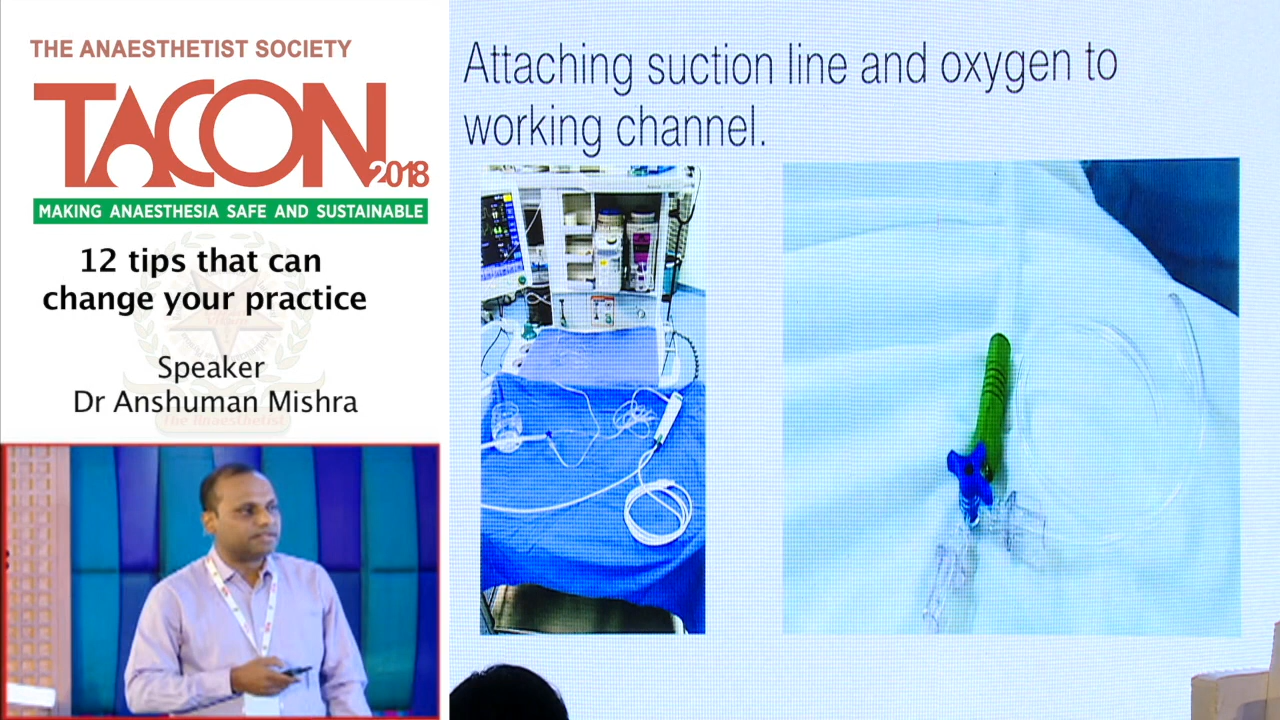 THE ANAESTHETIST SOCIETY
TACON 2018
MAKING ANAESTHESIA SAFE AND SUSTAINABLE
12 tips that can
change your practice
Speaker
Dr Anshuman Mishra
Attaching suction line and oxygen to
working channel.